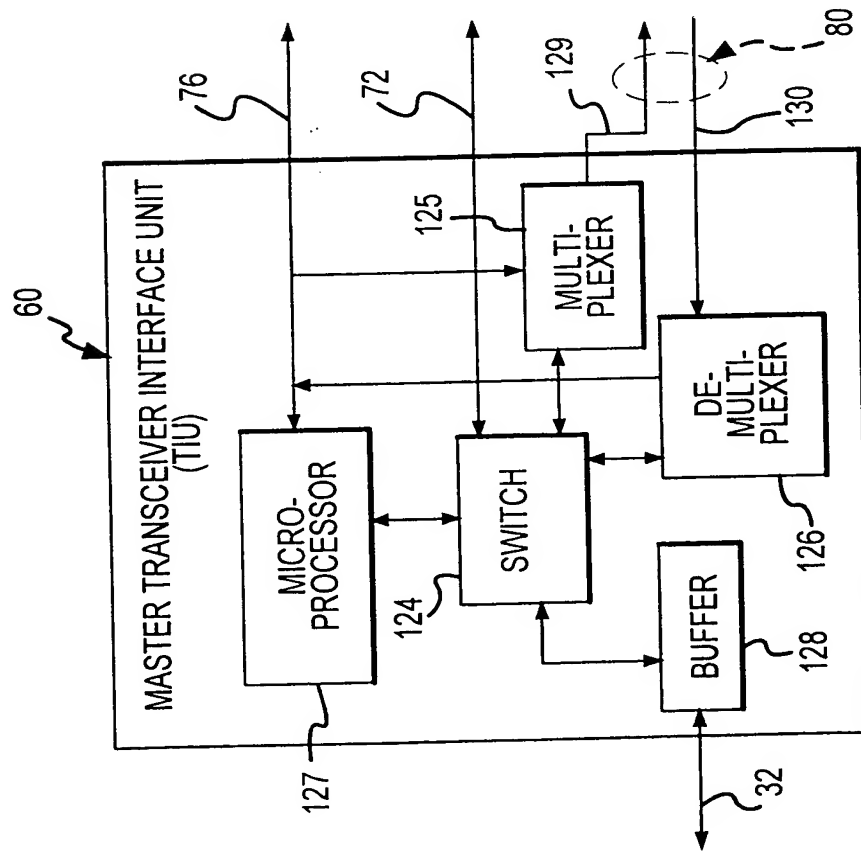 60
MASTER TRANSCEIVER INTERFACE UNIT
(TIU)
76
MICRO-
PROCESSOR
127
72
SWITCH
124
125
MULTI-
PLEXER
129
80
130
DE-
MULTI-
PLEXER
126
BUFFER
128
32